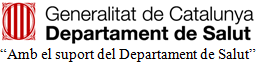 Generalitat de Catalunya
Departament de Salut
“Amb el suport del Departament de Salut”